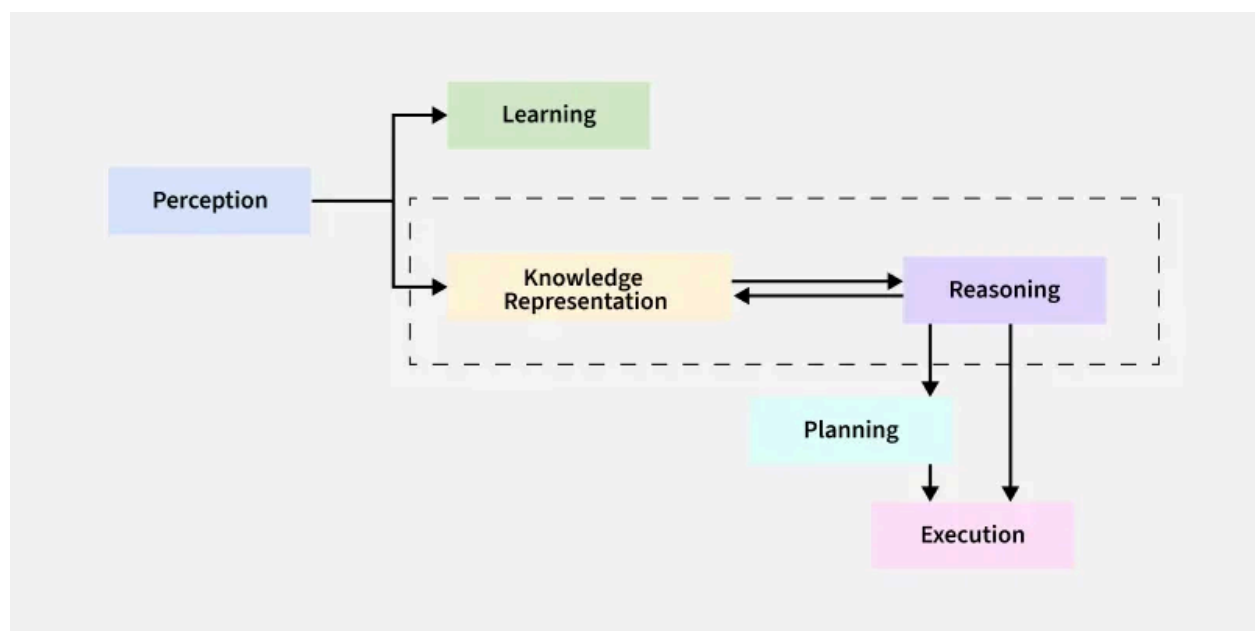 Learning
Perception
Knowledge
Representation
Reasoning
Planning
Execution